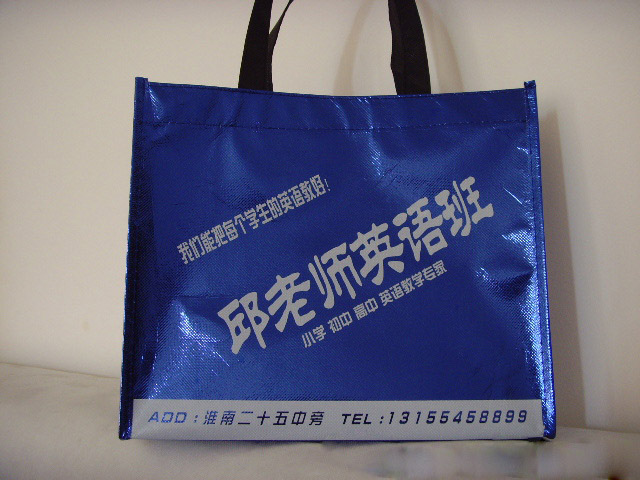 我们能把每个学生的英语教好!
邱老师英语班
小学 初中 高中 英语教学专家
ADD:淮南二十五中旁 TEL:13155458899